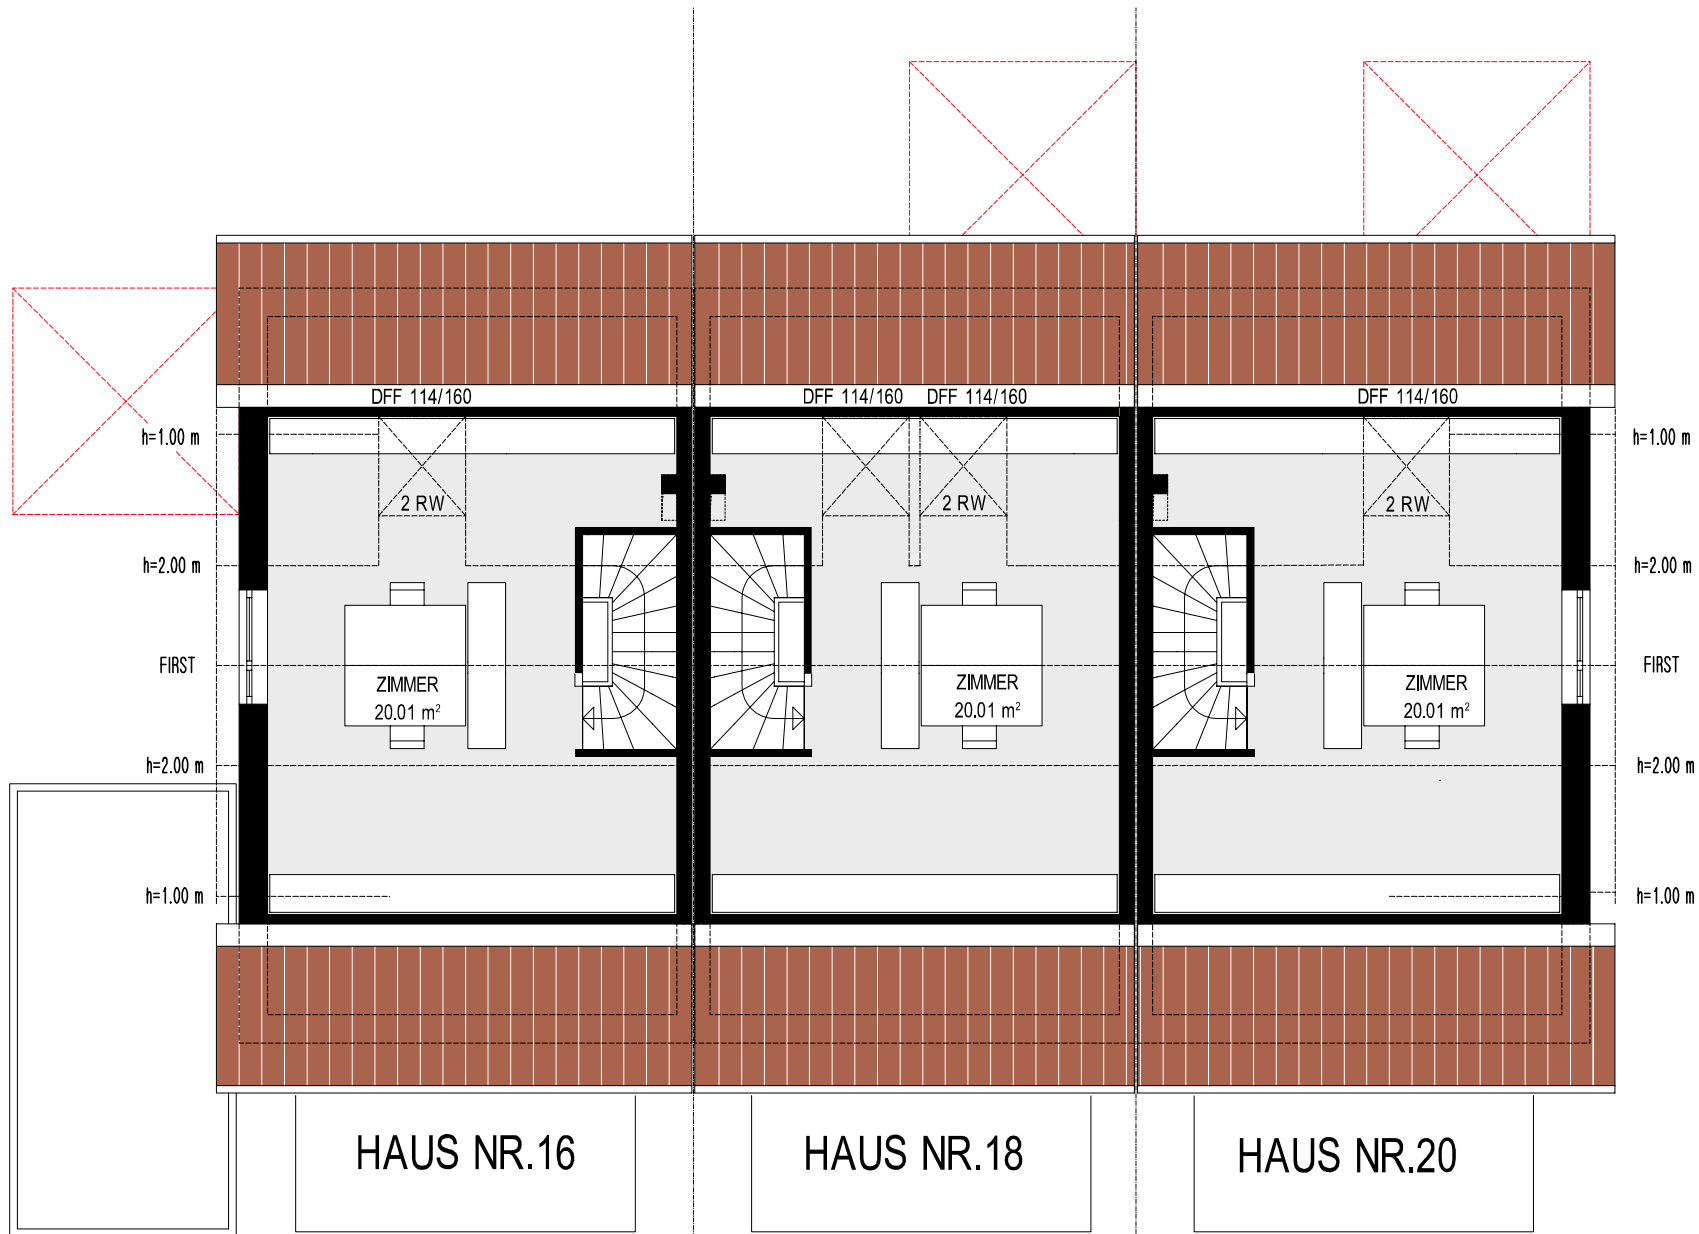 DFF 114/160
DFF 114/160
DFF 114/160
DFF 114/160
h=1.00 m
h=1.00 m
2 RW
2 RW
2 RW
h=2.00 m
h=2.00 m
FIRST
FIRST
ZIMMER
20.01 m²
ZIMMER
20.01 m²
ZIMMER
20.01 m²
h=2.00 m
h=2.00 m
h=1.00 m
h=1.00 m
HAUS NR.16
HAUS NR.18
HAUS NR.20